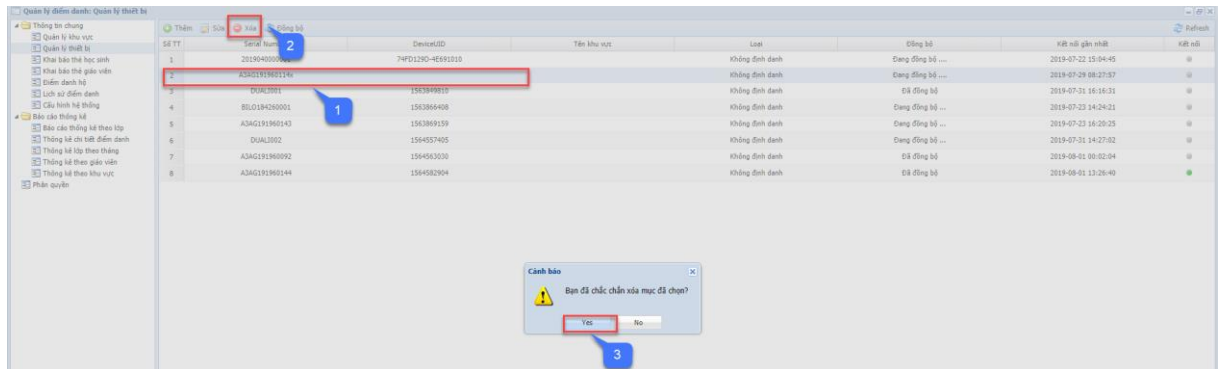 Quản lý điểm danh: Quản lý thiết bị
Thông tin chung
Quản lý khu vực
Quản lý thiết bị
Khai báo thẻ học sinh
Khai báo thẻ giáo viên
Điểm danh hộ
Lịch sử điểm danh
Cấu hình hệ thống
Báo cáo thống kê
Báo cáo thống kê theo lớp
Thống kê chi tiết điểm danh
Thống kê lớp theo tháng
Thống kê theo giáo viên
Thống kê theo khu vực
Phân quyền
Thêm Sửa Xóa Đồng bộ Refresh
Số TT Serial DeviceUID Tên khu vực Loại Đồng bộ Kết nối gần nhất Kết nối
1 74FD129D-4E691010 Không định danh Đang đồng bộ .... 2019-07-22 15:04:45
2 A3AG191960114s Không định danh Đang đồng bộ .... 2019-07-29 08:27:57
3 DUAL3001 1563849810 Không định danh Đã đồng bộ 2019-07-31 16:16:31
4 BILO184260001 1563866408 Không định danh Đang đồng bộ ... 2019-07-23 14:24:21
5 A3AG191960143 1563869159 Không định danh Đang đồng bộ ... 2019-07-23 16:20:25
6 DUAL3002 1564557405 Không định danh Đang đồng bộ ... 2019-07-31 14:27:02
7 A3AG191960092 1564563030 Không định danh Đã đồng bộ 2019-08-01 00:02:04
8 A3AG191960144 1564582904 Không định danh Đã đồng bộ 2019-08-01 13:26:40
2
1
Cảnh báo
Bạn đã chắc chắn xóa mục đã chọn?
Yes No
3